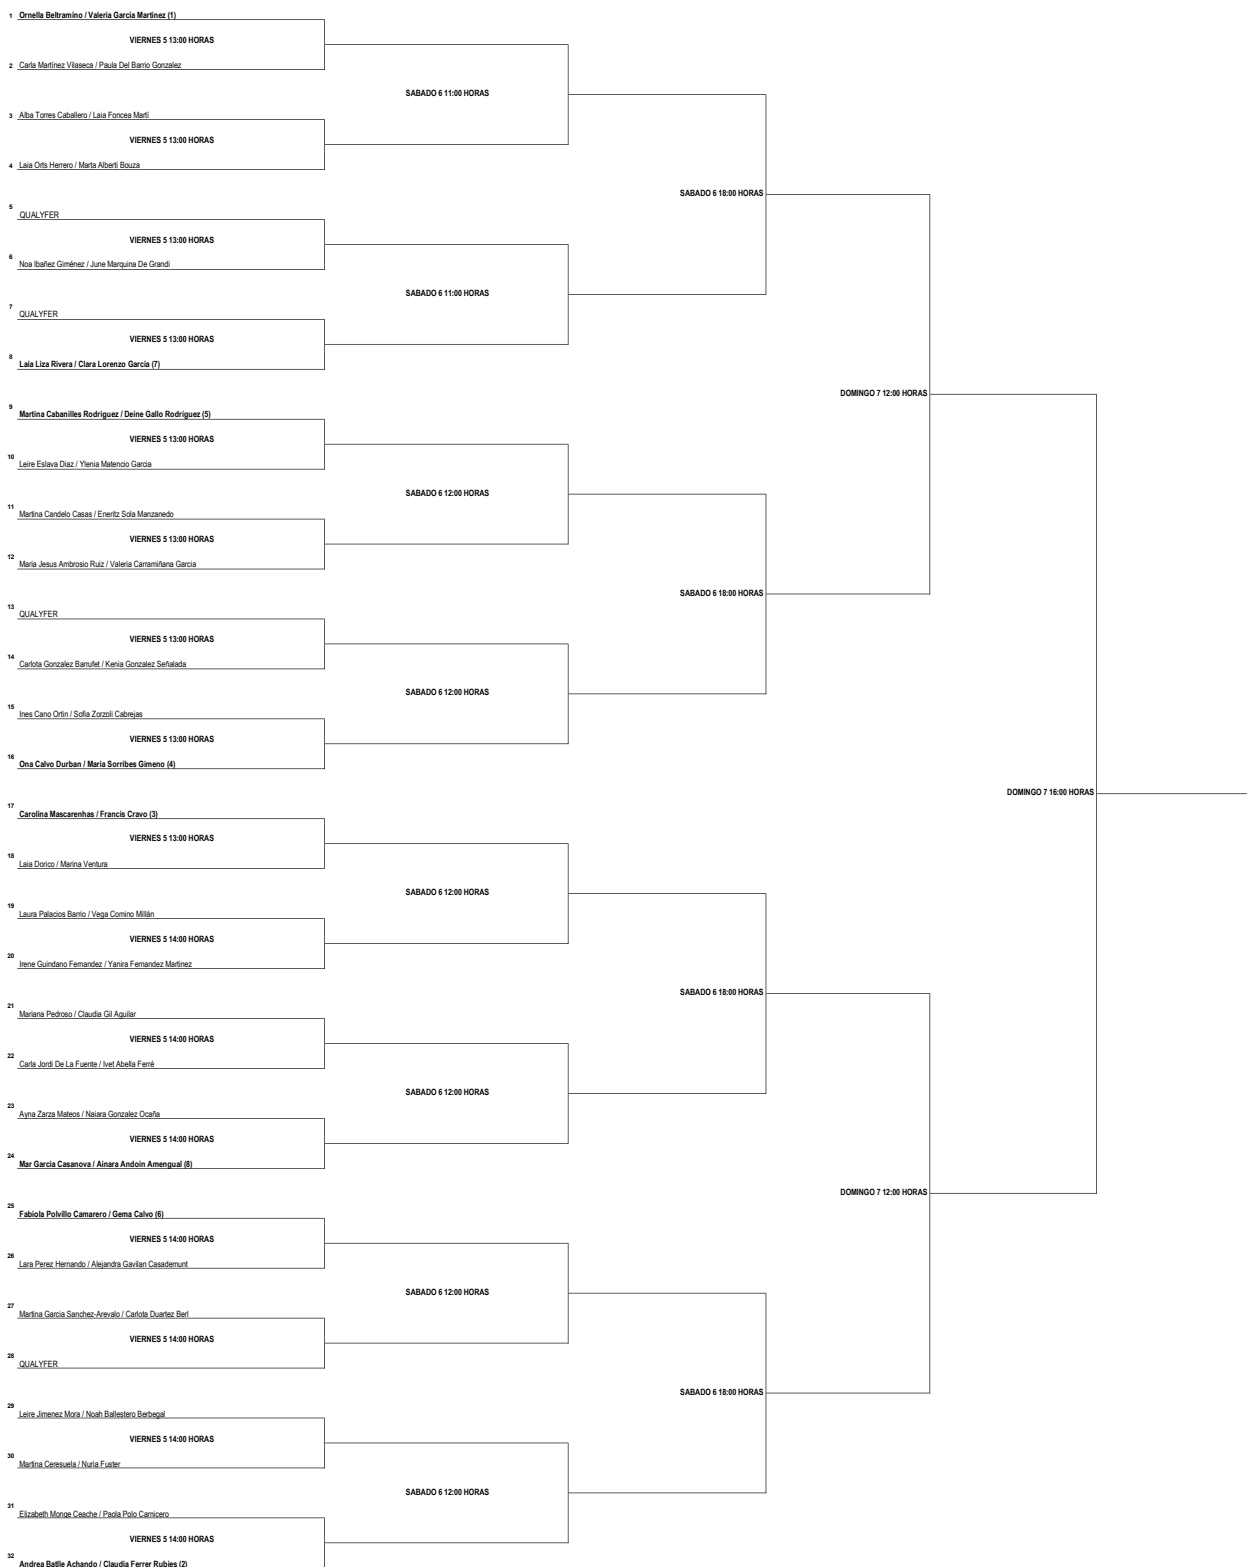 1 Ornella Beltramino / Valeria Garcia Martinez (1)
VIERNES 5 13:00 HORAS
2 Carla Martínez Vilaseca / Paula Del Barrio Gonzalez
SABADO 6 11:00 HORAS
3 Alba Torres Caballero / Laia Foncea Martí
VIERNES 5 13:00 HORAS
4 Laia Orts Herrero / Marta Alberti Bouza
SABADO 6 18:00 HORAS
5 QUALYFER
VIERNES 5 13:00 HORAS
6 Noa Ibañez Giménez / June Marquina De Grandi
SABADO 6 11:00 HORAS
7 QUALYFER
VIERNES 5 13:00 HORAS
8 Laia Liza Rivera / Clara Lorenzo Garcia (7)
DOMINGO 7 12:00 HORAS
9 Martina Cabanilles Rodriguez / Deine Gallo Rodríguez (5)
VIERNES 5 13:00 HORAS
10 Leire Eslava Diaz / Ylenia Matencio Garcia
SABADO 6 12:00 HORAS
11 Martina Candelo Casas / Eneritz Sola Manzanedo
VIERNES 5 13:00 HORAS
12 Maria Jesus Ambrosio Ruiz / Valeria Carramiñana Garcia
SABADO 6 18:00 HORAS
13 QUALYFER
VIERNES 5 13:00 HORAS
14 Carlota Gonzalez Barrufet / Kenia Gonzalez Señalada
SABADO 6 12:00 HORAS
15 Ines Cano Ortin / Sofia Zorzoli Cabrejas
VIERNES 5 13:00 HORAS
16 Ona Calvo Durban / Maria Sorribes Gimeno (4)
DOMINGO 7 16:00 HORAS
17 Carolina Mascarenhas / Francis Cravo (3)
VIERNES 5 13:00 HORAS
18 Laia Dorico / Marina Ventura
SABADO 6 12:00 HORAS
19 Laura Palacios Barrio / Vega Comino Millán
VIERNES 5 14:00 HORAS
20 Irene Guindano Fernandez / Yanira Fernandez Martinez
SABADO 6 18:00 HORAS
21 Mariana Pedroso / Claudia Gil Aguilar
VIERNES 5 14:00 HORAS
22 Carla Jordi De La Fuente / Ivet Abella Ferré
SABADO 6 12:00 HORAS
23 Ayna Zarza Mateos / Naiara Gonzalez Ocaña
VIERNES 5 14:00 HORAS
24 Mar Garcia Casanova / Ainara Andoin Amengual (8)
DOMINGO 7 12:00 HORAS
25 Fabiola Polvillo Camarero / Gema Calvo (6)
VIERNES 5 14:00 HORAS
26 Lara Perez Hernando / Alejandra Gavilan Casademunt
SABADO 6 12:00 HORAS
27 Martina Garcia Sanchez-Arevalo / Carlota Duartez Berl
VIERNES 5 14:00 HORAS
28 QUALYFER
SABADO 6 18:00 HORAS
29 Leire Jimenez Mora / Noah Ballestero Berbegal
VIERNES 5 14:00 HORAS
30 Martina Ceresuela / Nuria Fuster
SABADO 6 12:00 HORAS
31 Elizabeth Monge Ceache / Paola Polo Carnicero
VIERNES 5 14:00 HORAS
32 Andrea Batlle Achando / Claudia Ferrer Rubies (2)